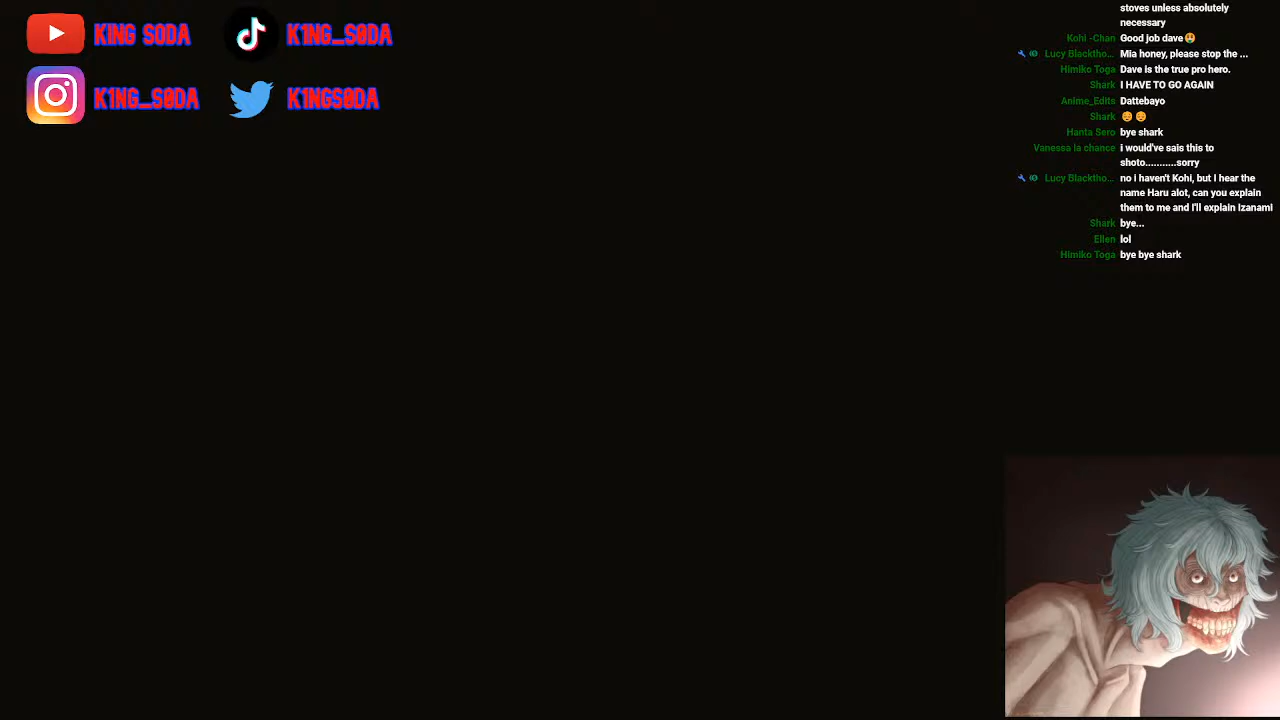 KING SODA
K1NG_S0DA
K1NG_S0DA
K1NGS0DA
stoves unless absolutely
necessary
Kohi -Chan Good job dave😲
Lucy Blacktho... Mia honey, please stop the ...
Himiko Toga Dave is the true pro hero.
Shark I HAVE TO GO AGAIN
Anime_Edits Dattebayo
Shark 😔😔
Hanta Sero bye shark
Vanessa la chance i would've sais this to
shoto...........sorry
Lucy Blacktho... no i haven't Kohi, but I hear the
name Haru alot, can you explain
them to me and I'll explain Izanami
Shark bye...
Ellen lol
Himiko Toga bye bye shark